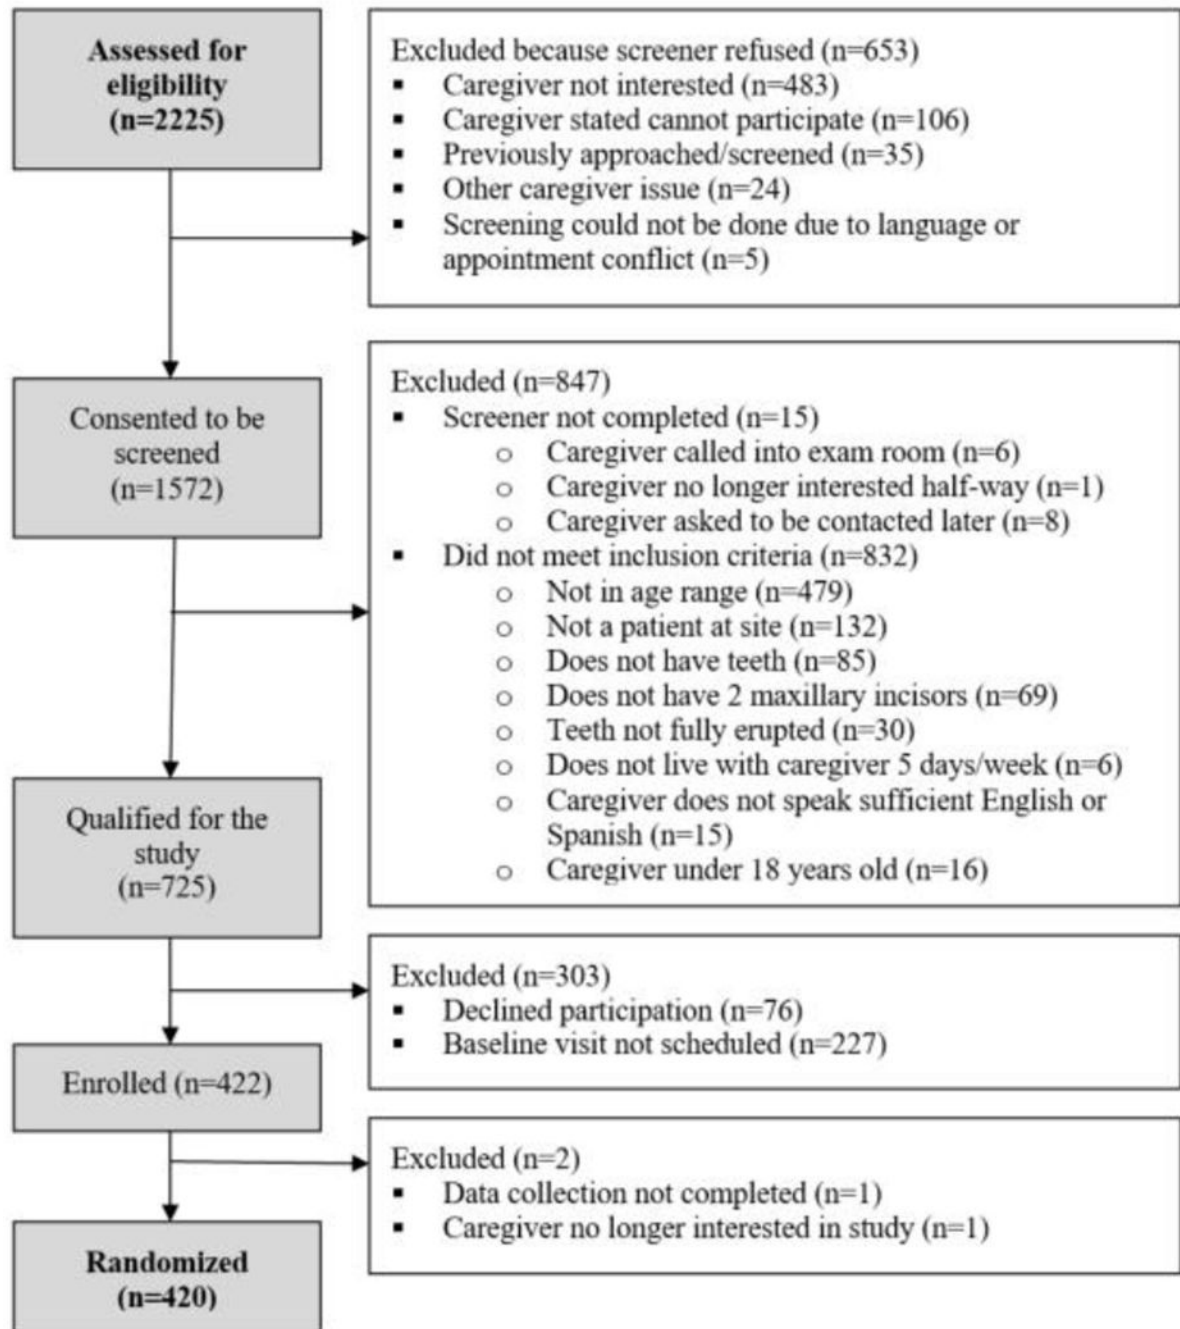 Assessed for
eligibility
(n=2225)
Excluded because screener refused (n=653)
▪ Caregiver not interested (n=483)
▪ Caregiver stated cannot participate (n=106)
▪ Previously approached/screened (n=35)
▪ Other caregiver issue (n=24)
▪ Screening could not be done due to language or
appointment conflict (n=5)
Consented to be
screened
(n=1572)
Excluded (n=847)
▪ Screener not completed (n=15)
o Caregiver called into exam room (n=6)
o Caregiver no longer interested half-way (n=1)
o Caregiver asked to be contacted later (n=8)
▪ Did not meet inclusion criteria (n=832)
o Not in age range (n=479)
o Not a patient at site (n=132)
o Does not have teeth (n=85)
o Does not have 2 maxillary incisors (n=69)
o Teeth not fully erupted (n=30)
o Does not live with caregiver 5 days/week (n=6)
o Caregiver does not speak sufficient English or
Spanish (n=15)
o Caregiver under 18 years old (n=16)
Qualified for the
study
(n=725)
Excluded (n=303)
▪ Declined participation (n=76)
▪ Baseline visit not scheduled (n=227)
Enrolled (n=422)
Excluded (n=2)
▪ Data collection not completed (n=1)
▪ Caregiver no longer interested in study (n=1)
Randomized
(n=420)